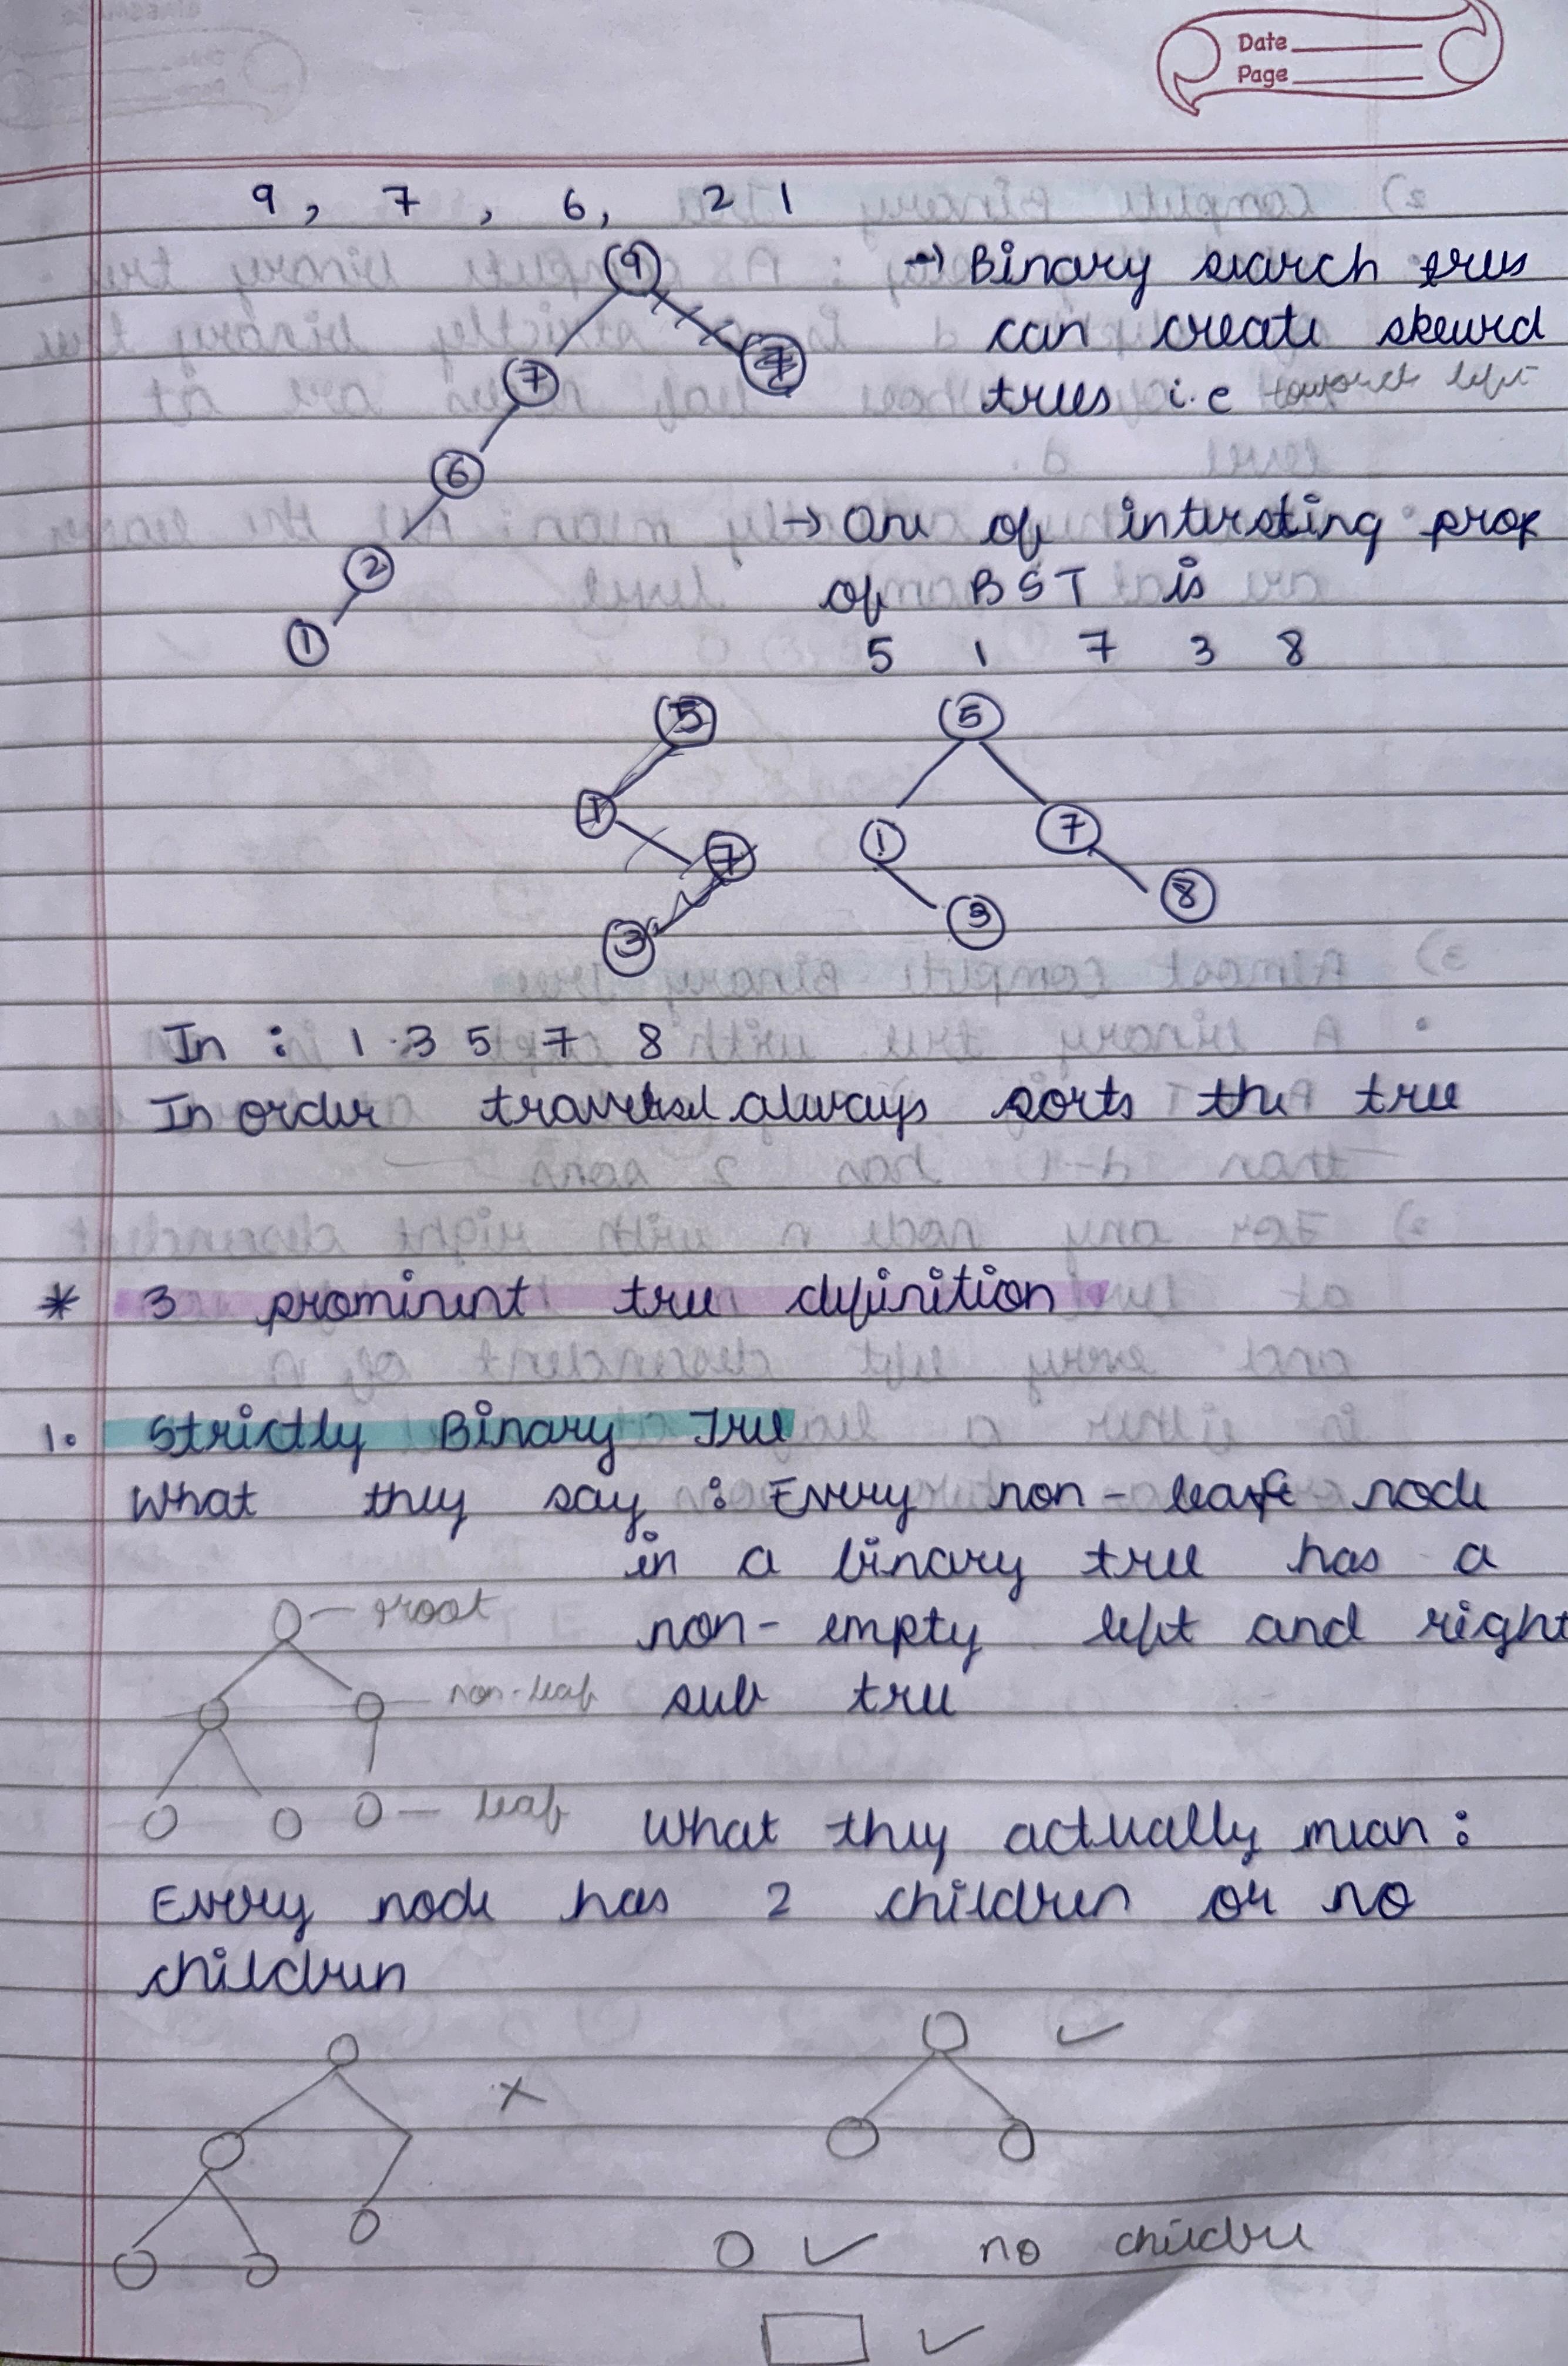 Date
Page
9, 7, 6, 2 1
9
7
6
2
1
→ Binary search trees
can create skewed
trees i.e towards left
→ One of intersting prop
of BST is
5 1 7 3 8
5
1
7
3
5
1
7
3
8
In : 1 3 5 7 8
In order traversal always sorts the tree
* 3 prominent tree definition
1. Strictly Binary Tree
What they say : Every non-leaf node
in a binary tree has a
non-empty left and right
sub tree
root
non-leaf
leaf
What they actually mean :
Every node has 2 children or no
children
×
✓
✓ no childre
✓